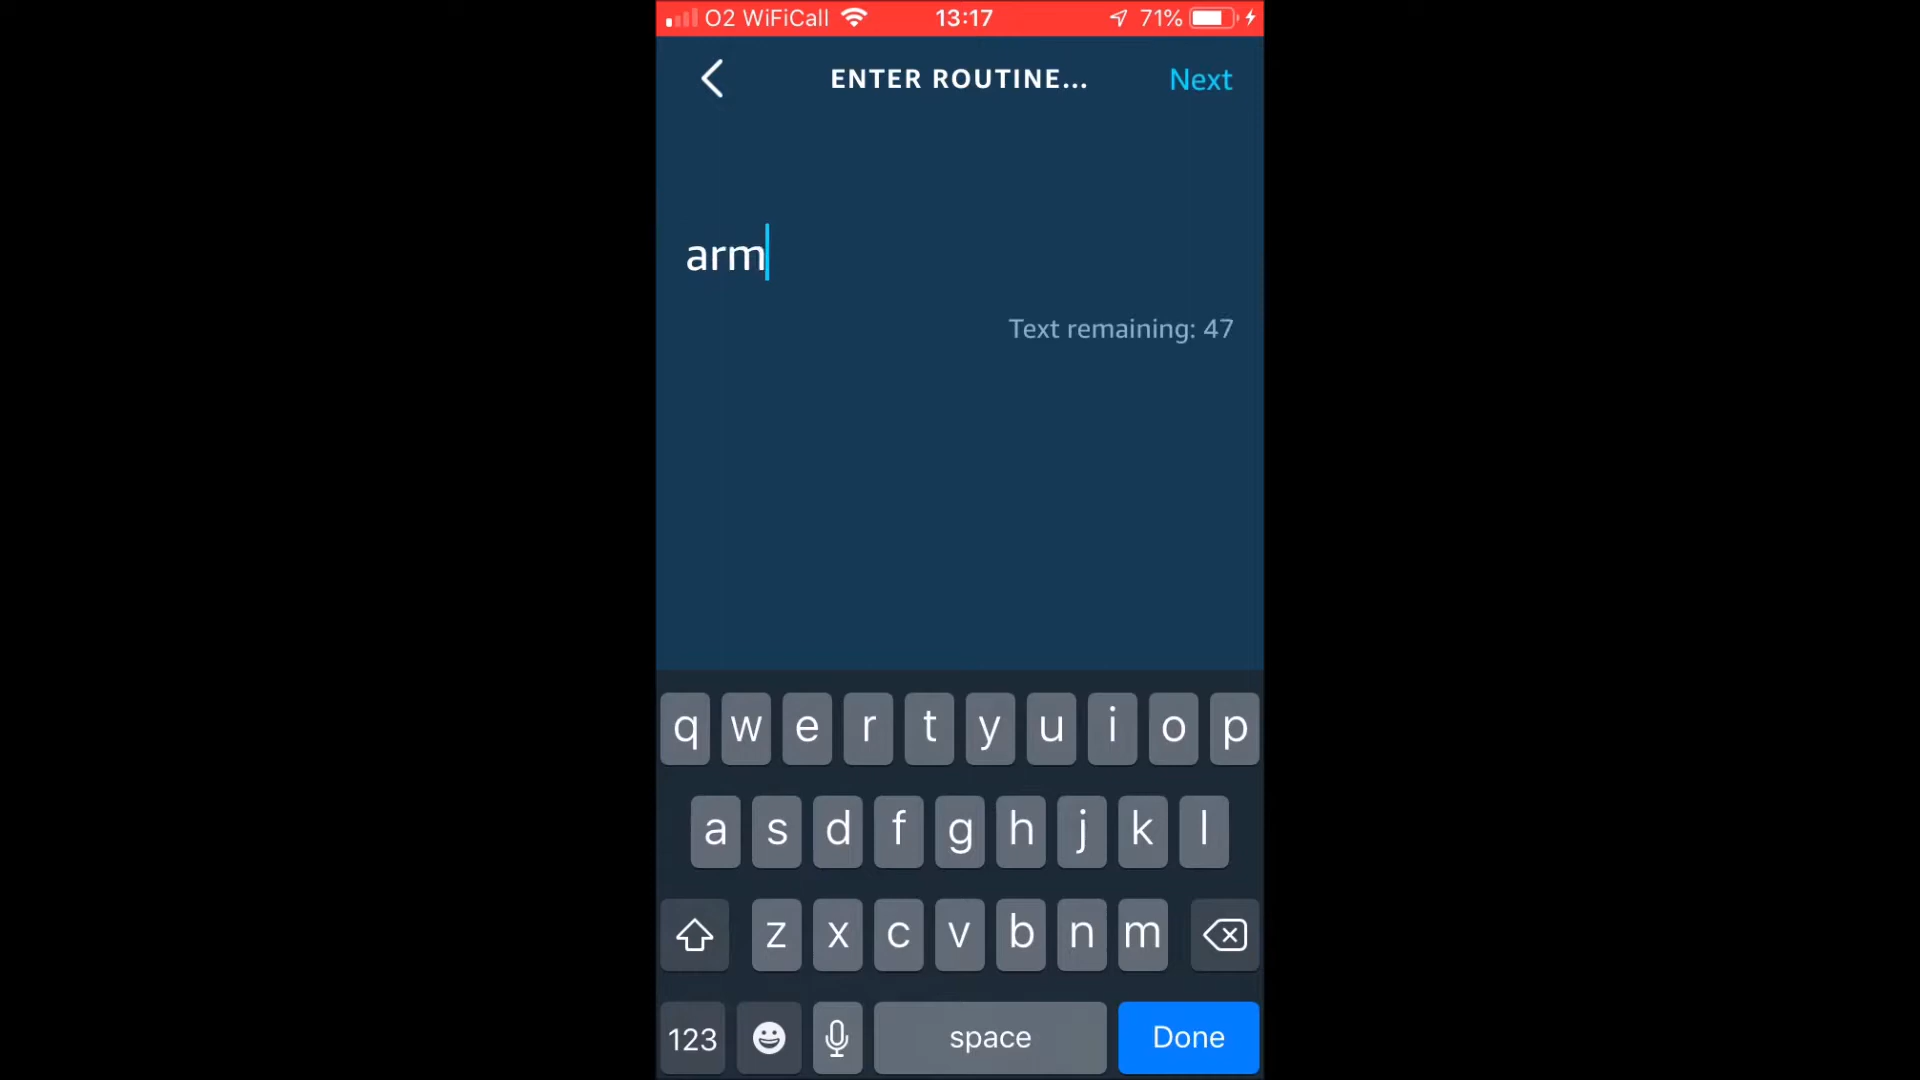 O2 WiFiCall 13:17 71%
ENTER ROUTINE... Next
arm
Text remaining: 47
q w e r t y u i o p
a s d f g h j k l
z x c v b n m
123 space Done